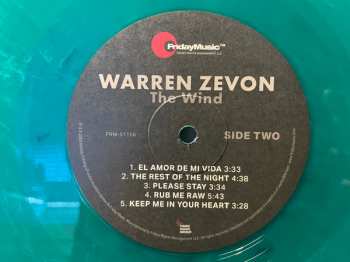 FridayMusic™
WARREN ZEVON
The Wind
SIDE TWO
1. EL AMOR DE MI VIDA 3:33
2. THE REST OF THE NIGHT 4:38
3. PLEASE STAY 3:34
4. RUB ME RAW 5:43
5. KEEP ME IN YOUR HEART 3:28